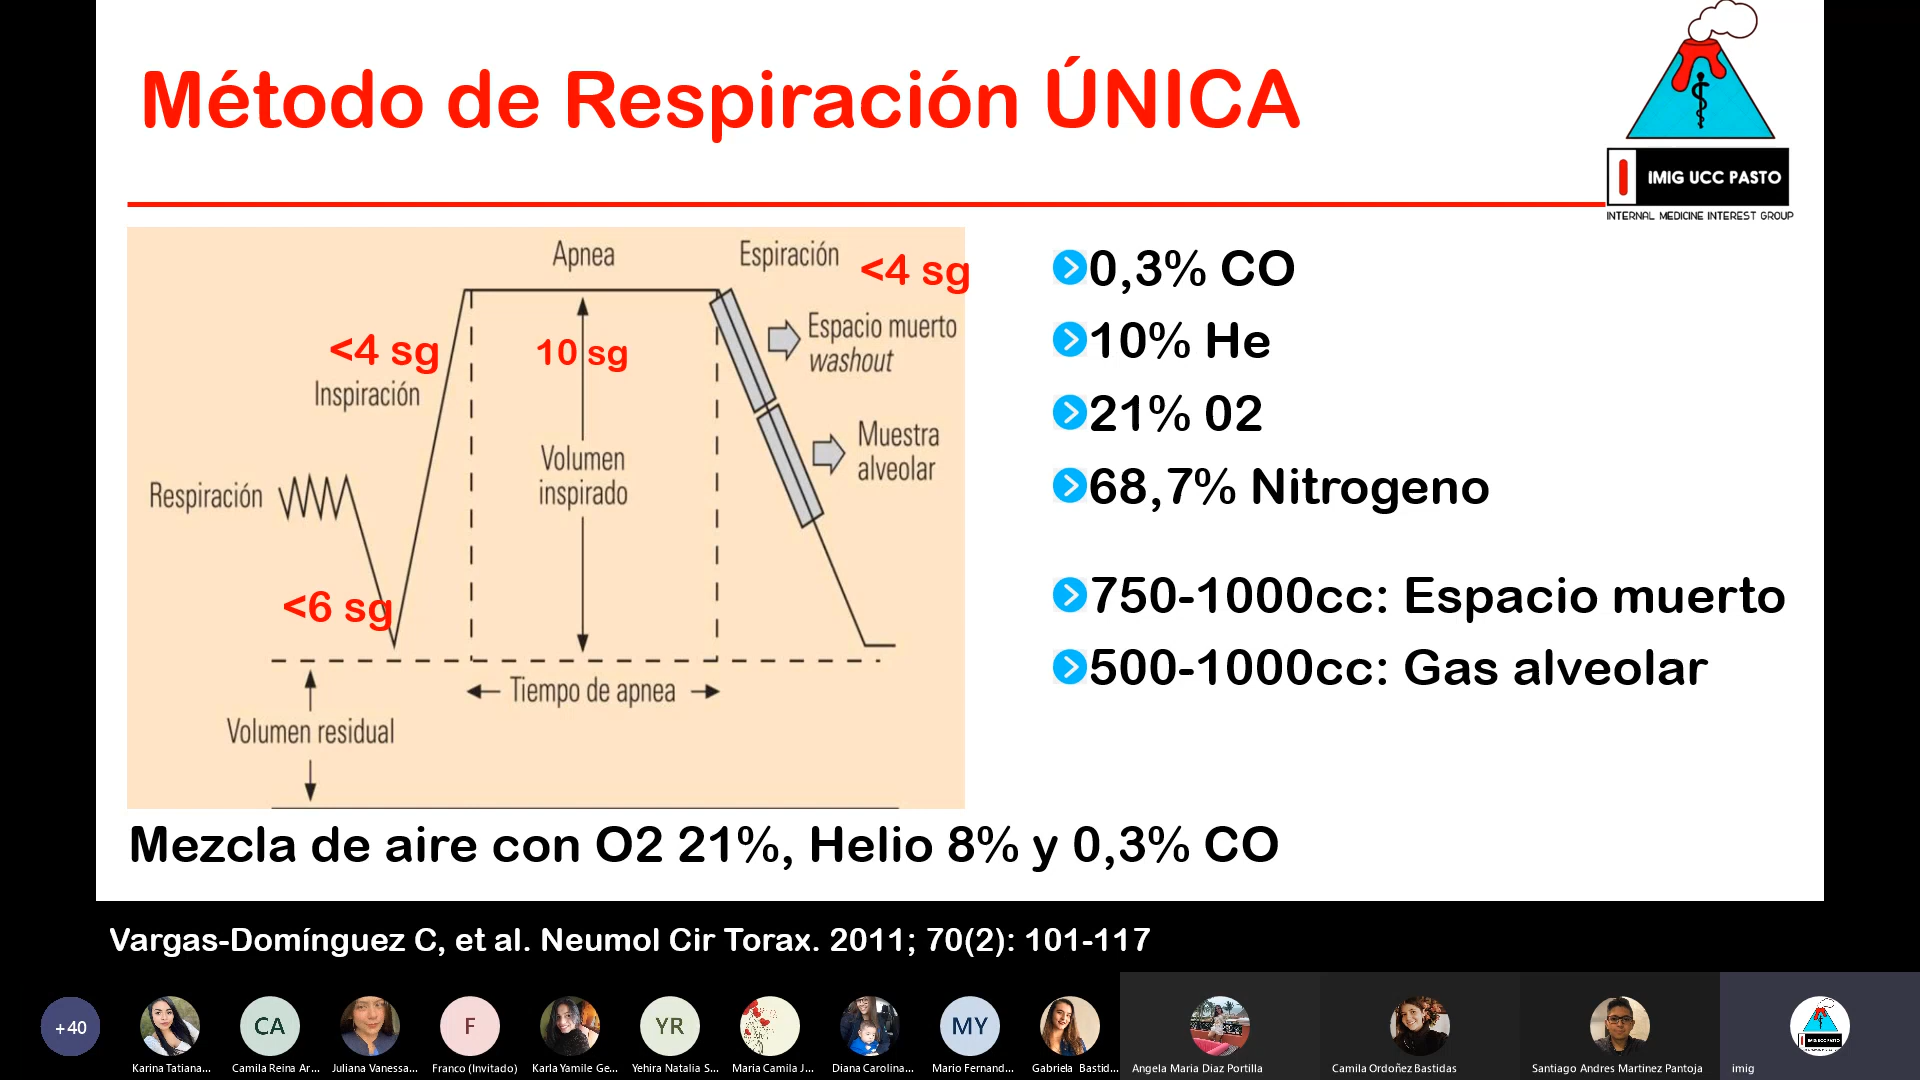 Método de Respiración ÚNICA
IMIG UCC PASTO
INTERNAL MEDICINE INTEREST GROUP
Apnea
Espiración
<4 sg
<4 sg
Inspiración
10 sg
Espacio muerto
washout
Muestra
alveolar
Volumen
inspirado
Respiración
<6 sg
Tiempo de apnea
Volumen residual
0,3% CO
10% He
21% 02
68,7% Nitrogeno
750-1000cc: Espacio muerto
500-1000cc: Gas alveolar
Mezcla de aire con O2 21%, Helio 8% y 0,3% CO
Vargas-Domínguez C, et al. Neumol Cir Torax. 2011; 70(2): 101-117
+40
CA
F
YR
MY
Karina Tatiana...
Camila Reina Ar...
Juliana Vanessa...
Franco (Invitado)
Karla Yamile Ge...
Yehira Natalia S...
Maria Camila J...
Diana Carolina...
Mario Fernand...
Gabriela Bastid...
Angela Maria Diaz Portilla
Camila Ordoñez Bastidas
Santiago Andres Martinez Pantoja
imig